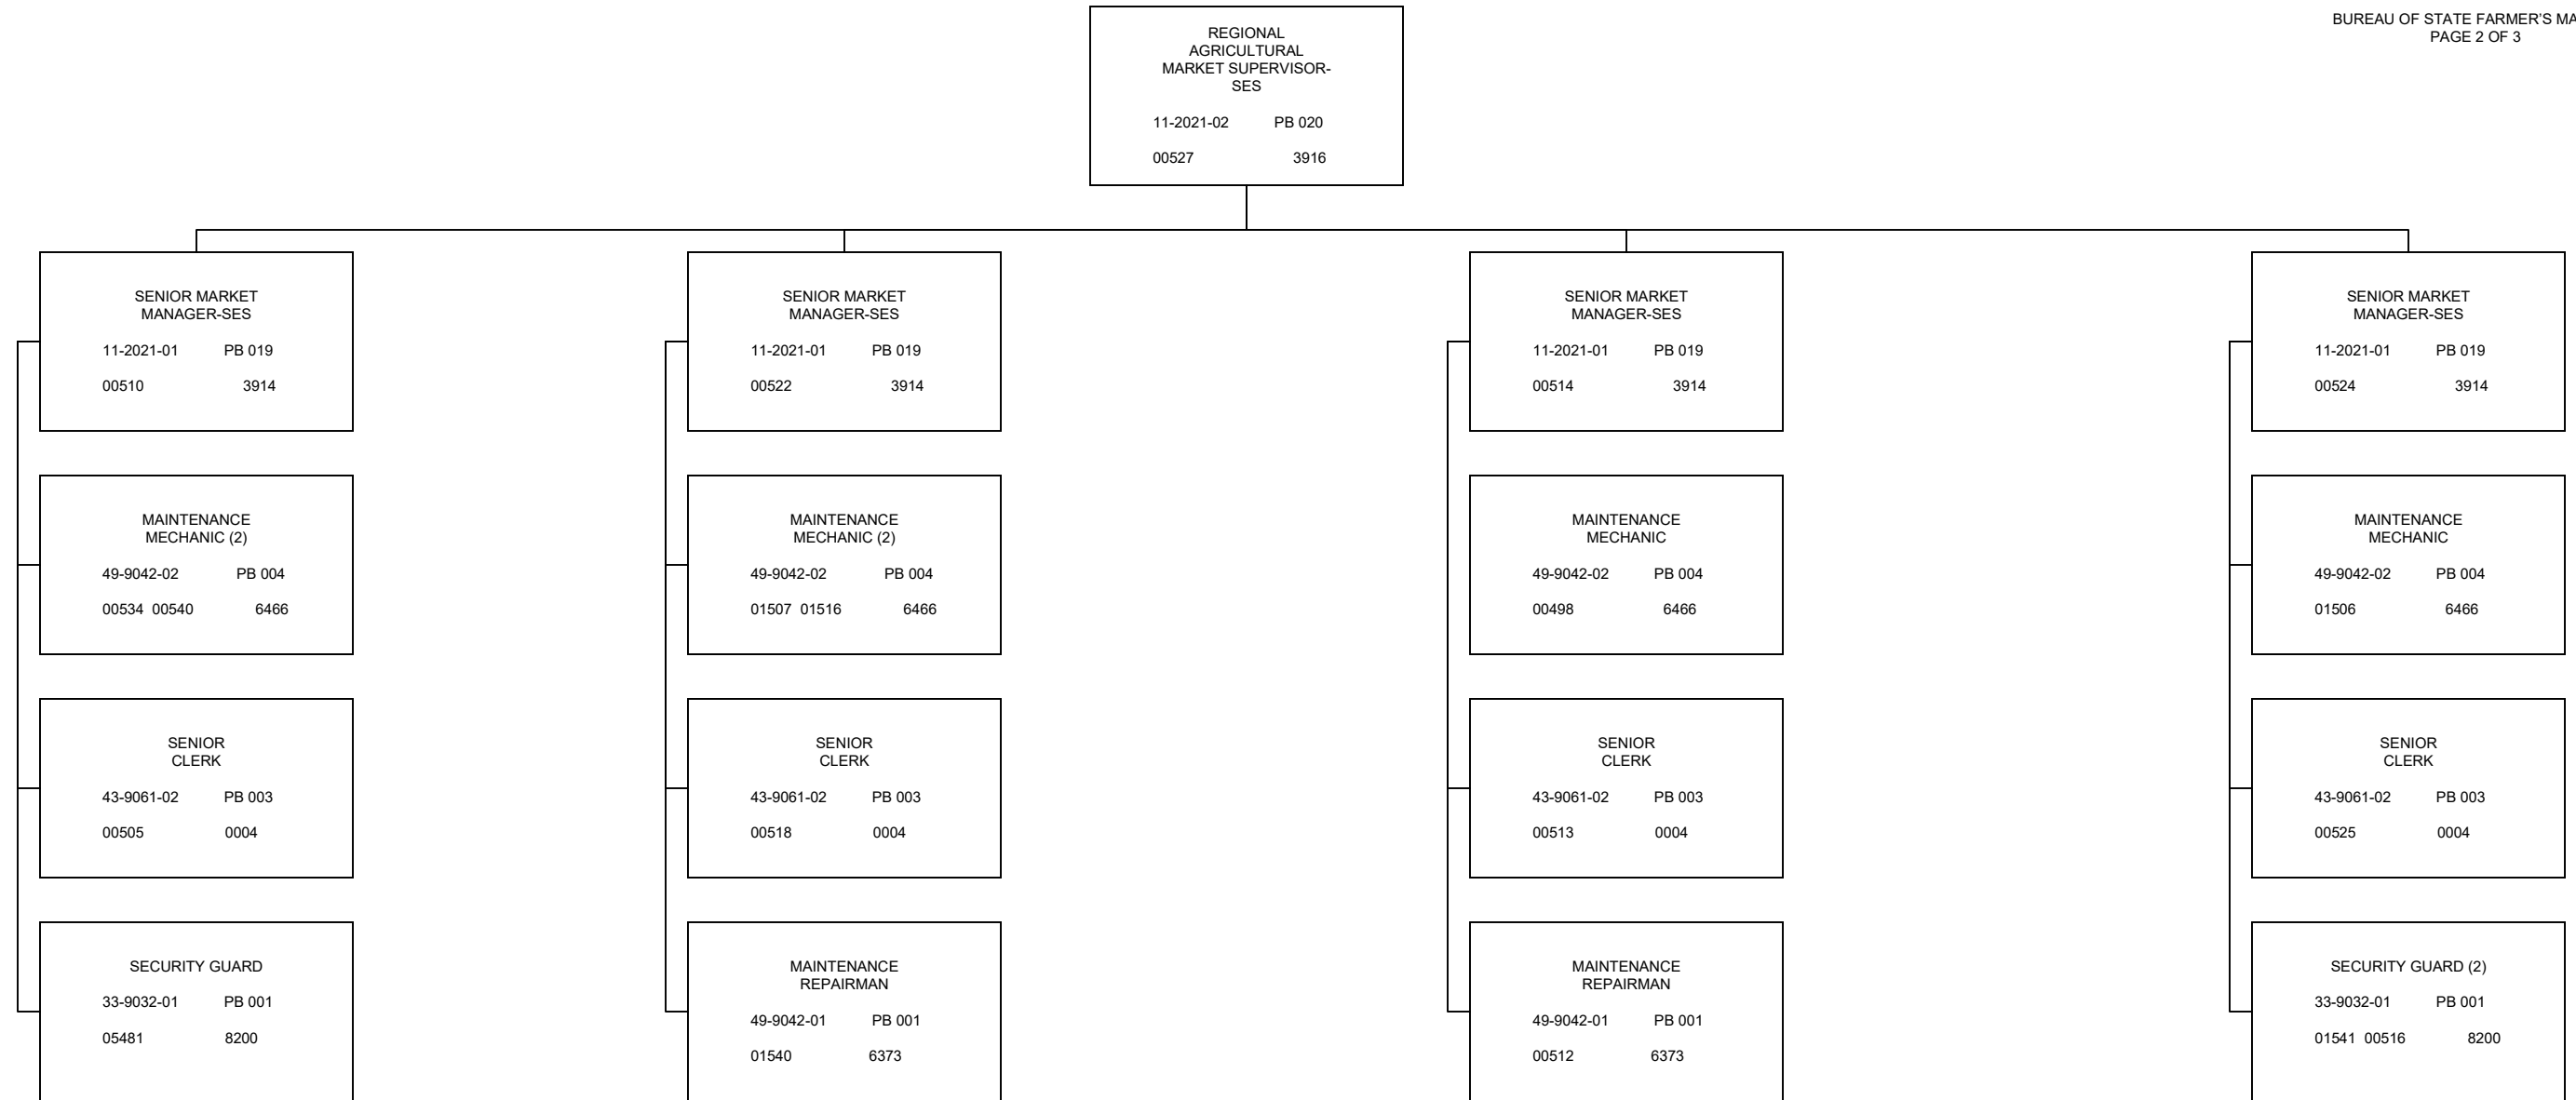 BUREAU OF STATE FARMER'S MA
PAGE 2 OF 3
REGIONAL
AGRICULTURAL
MARKET SUPERVISOR-
SES
11-2021-02 PB 020
00527 3916
SENIOR MARKET
MANAGER-SES
11-2021-01 PB 019
00510 3914
MAINTENANCE
MECHANIC (2)
49-9042-02 PB 004
00534 00540 6466
SENIOR
CLERK
43-9061-02 PB 003
00505 0004
SECURITY GUARD
33-9032-01 PB 001
05481 8200
SENIOR MARKET
MANAGER-SES
11-2021-01 PB 019
00522 3914
MAINTENANCE
MECHANIC (2)
49-9042-02 PB 004
01507 01516 6466
SENIOR
CLERK
43-9061-02 PB 003
00518 0004
MAINTENANCE
REPAIRMAN
49-9042-01 PB 001
01540 6373
SENIOR MARKET
MANAGER-SES
11-2021-01 PB 019
00514 3914
MAINTENANCE
MECHANIC
49-9042-02 PB 004
00498 6466
SENIOR
CLERK
43-9061-02 PB 003
00513 0004
MAINTENANCE
REPAIRMAN
49-9042-01 PB 001
00512 6373
SENIOR MARKET
MANAGER-SES
11-2021-01 PB 019
00524 3914
MAINTENANCE
MECHANIC
49-9042-02 PB 004
01506 6466
SENIOR
CLERK
43-9061-02 PB 003
00525 0004
SECURITY GUARD (2)
33-9032-01 PB 001
01541 00516 8200